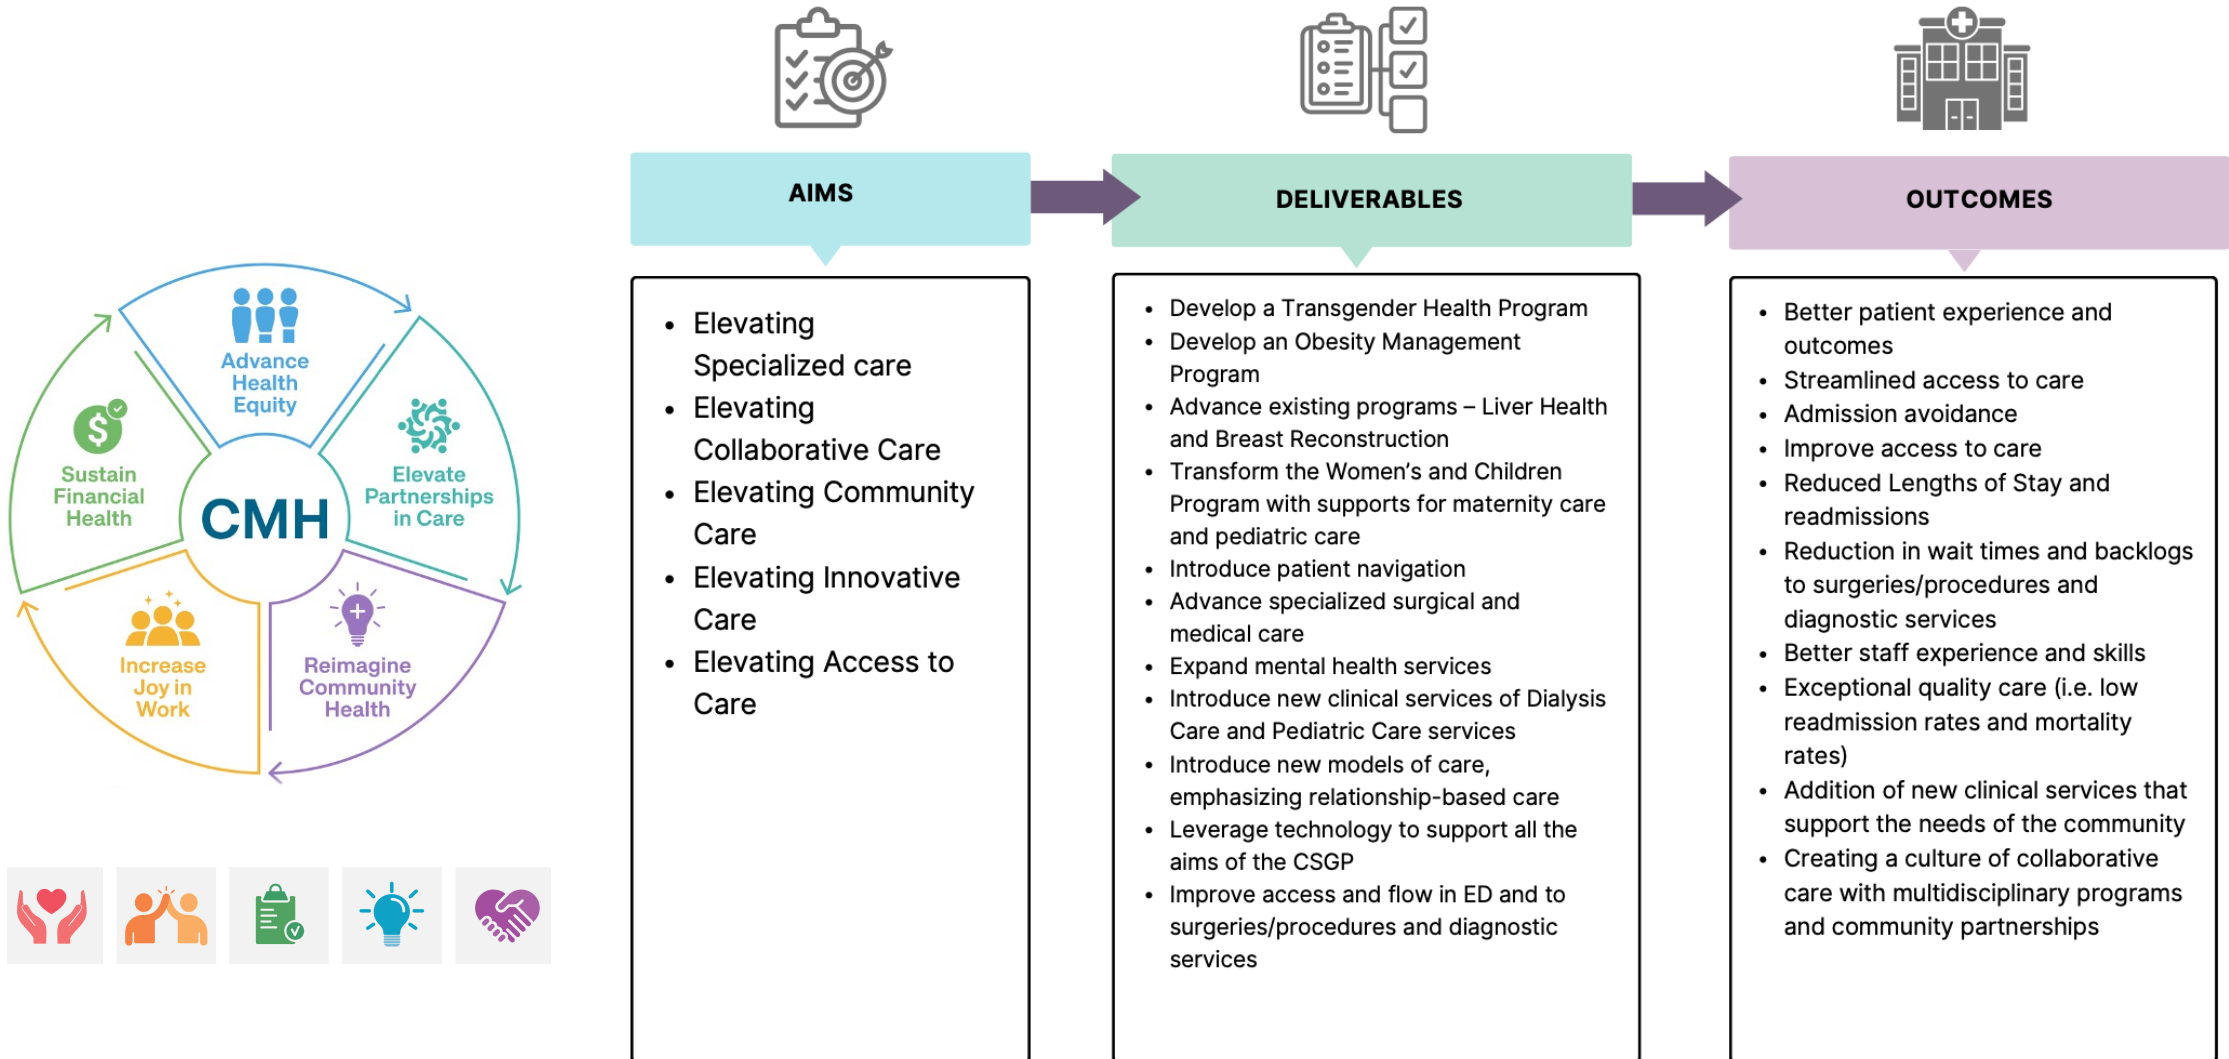 Advance
Health
Equity
Elevate
Partnerships
in Care
Reimagine
Community
Health
Increase
Joy in
Work
Sustain
Financial
Health
CMH
AIMS
• Elevating
Specialized care
• Elevating
Collaborative Care
• Elevating Community
Care
• Elevating Innovative
Care
• Elevating Access to
Care
DELIVERABLES
• Develop a Transgender Health Program
• Develop an Obesity Management
Program
• Advance existing programs – Liver Health
and Breast Reconstruction
• Transform the Women’s and Children
Program with supports for maternity care
and pediatric care
• Introduce patient navigation
• Advance specialized surgical and
medical care
• Expand mental health services
• Introduce new clinical services of Dialysis
Care and Pediatric Care services
• Introduce new models of care,
emphasizing relationship-based care
• Leverage technology to support all the
aims of the CSGP
• Improve access and flow in ED and to
surgeries/procedures and diagnostic
services
OUTCOMES
• Better patient experience and
outcomes
• Streamlined access to care
• Admission avoidance
• Improve access to care
• Reduced Lengths of Stay and
readmissions
• Reduction in wait times and backlogs
to surgeries/procedures and
diagnostic services
• Better staff experience and skills
• Exceptional quality care (i.e. low
readmission rates and mortality
rates)
• Addition of new clinical services that
support the needs of the community
• Creating a culture of collaborative
care with multidisciplinary programs
and community partnerships